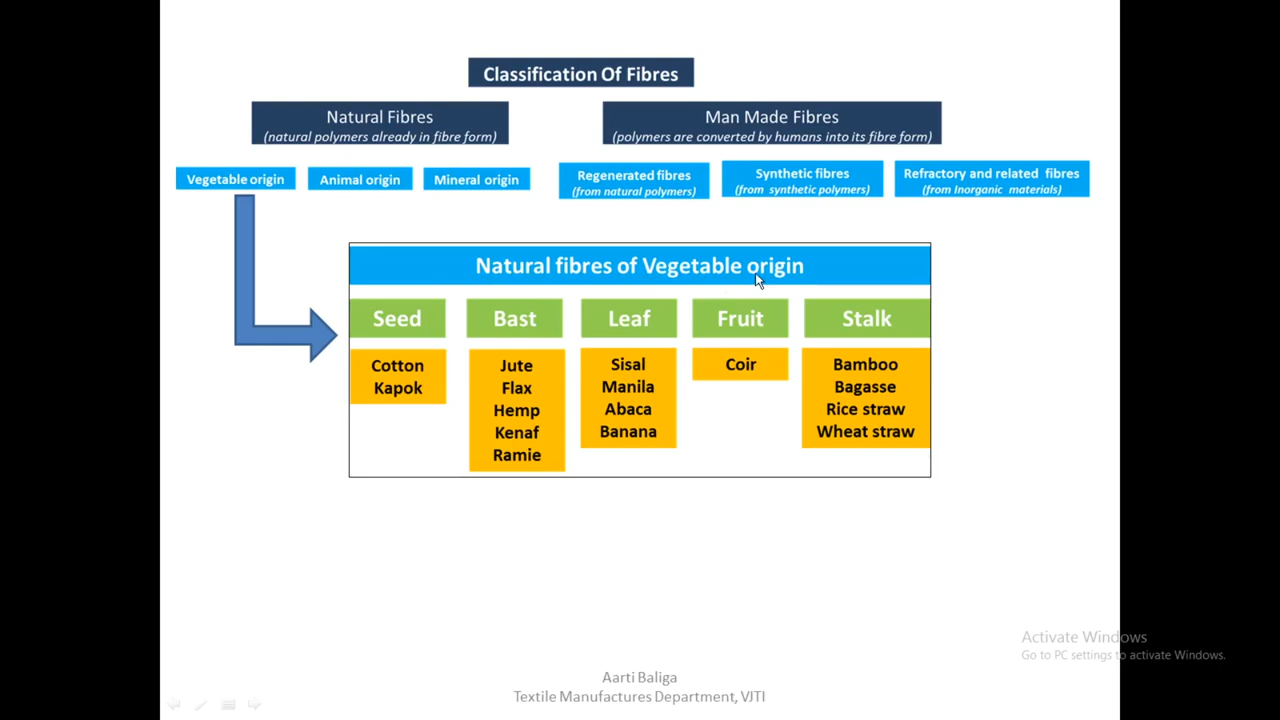 Classification Of Fibres
Natural Fibres
(natural polymers already in fibre form)
Man Made Fibres
(polymers are converted by humans into its fibre form)
Vegetable origin
Animal origin
Mineral origin
Regenerated fibres
(from natural polymers)
Synthetic fibres
(from synthetic polymers)
Refractory and related fibres
(from Inorganic materials)
Natural fibres of Vegetable origin
Seed
Bast
Leaf
Fruit
Stalk
Cotton
Kapok
Jute
Flax
Hemp
Kenaf
Ramie
Sisal
Manila
Abaca
Banana
Coir
Bamboo
Bagasse
Rice straw
Wheat straw
Activate Windows
Go to PC settings to activate Windows.
Aarti Baliga
Textile Manufactures Department, VJTI